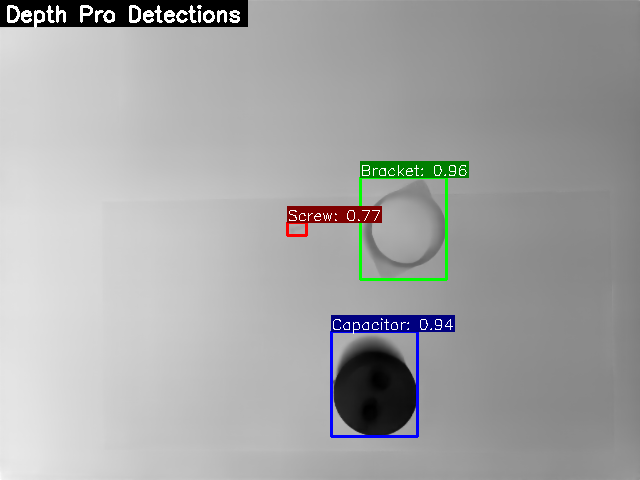 Depth Pro Detections
Bracket: 0.96
Screw: 0.77
Capacitor: 0.94